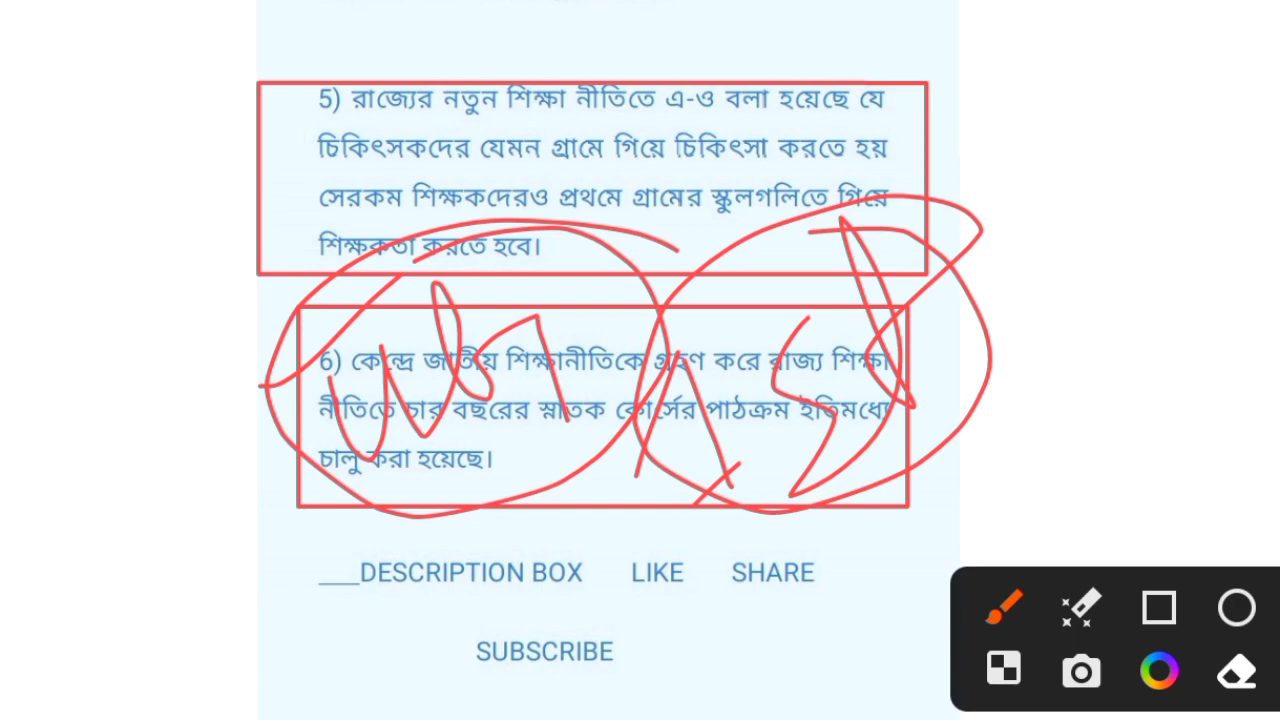 5) রাজ্যের নতুন শিক্ষা নীতিতে এ-ও বলা হয়েছে যে
চিকিৎসকদের যেমন গ্রামে গিয়ে চিকিৎসা করতে হয়
সেরকম শিক্ষকদেরও প্রথমে গ্রামের স্কুলগলিতে গিয়ে
শিক্ষকতা করতে হবে।
6) কেন্দ্রে জাতীয় শিক্ষানীতিকে গ্রহণ করে রাজ্য শিক্ষা
নীতিতে চার বছরের স্নাতক কোর্সের পাঠক্রম ইতিমধ্যে
চালু করা হয়েছে।
___DESCRIPTION BOX LIKE SHARE
SUBSCRIBE